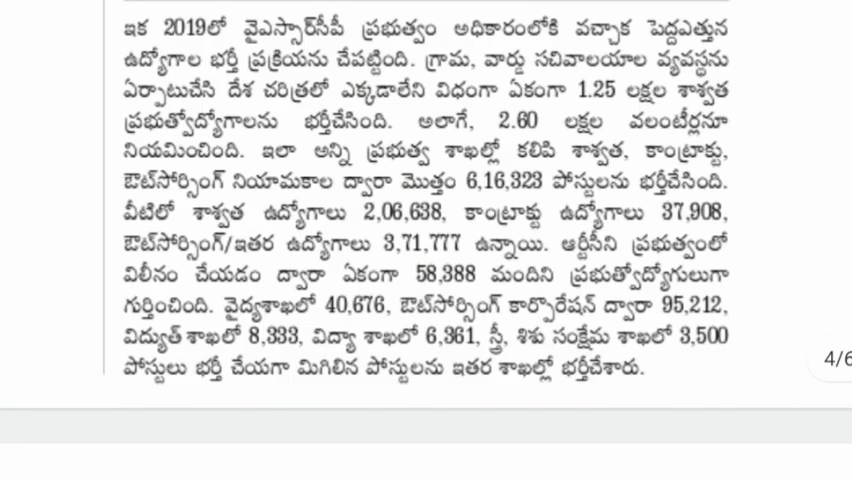 ఇక 2019లో వైఎస్సార్‌సీపీ ప్రభుత్వం అధికారంలోకి వచ్చాక పెద్దఎత్తున
ఉద్యోగాల భర్తీ ప్రక్రియను చేపట్టింది. గ్రామ, వార్డు సచివాలయాల వ్యవస్థను
ఏర్పాటుచేసి దేశ చరిత్రలో ఎక్కడాలేని విధంగా ఏకంగా 1.25 లక్షల శాశ్వత
ప్రభుత్వోద్యోగాలను భర్తీచేసింది. అలాగే, 2.60 లక్షల వలంటీర్లనూ
నియమించింది. ఇలా అన్ని ప్రభుత్వ శాఖల్లో కలిపి శాశ్వత, కాంట్రాక్టు,
ఔట్‌సోర్సింగ్ నియామకాల ద్వారా మొత్తం 6,16,323 పోస్టులను భర్తీచేసింది.
వీటిలో శాశ్వత ఉద్యోగాలు 2,06,638, కాంట్రాక్టు ఉద్యోగాలు 37,908,
ఔట్‌సోర్సింగ్/ఇతర ఉద్యోగాలు 3,71,777 ఉన్నాయి. ఆర్టీసీని ప్రభుత్వంలో
విలీనం చేయడం ద్వారా ఏకంగా 58,388 మందిని ప్రభుత్వోద్యోగులుగా
గుర్తించింది. వైద్యశాఖలో 40,676, ఔట్‌సోర్సింగ్ కార్పొరేషన్ ద్వారా 95,212,
విద్యుత్ శాఖలో 8,333, విద్యా శాఖలో 6,361, స్త్రీ, శిశు సంక్షేమ శాఖలో 3,500
పోస్టులు భర్తీ చేయగా మిగిలిన పోస్టులను ఇతర శాఖల్లో భర్తీచేశారు.
4/6